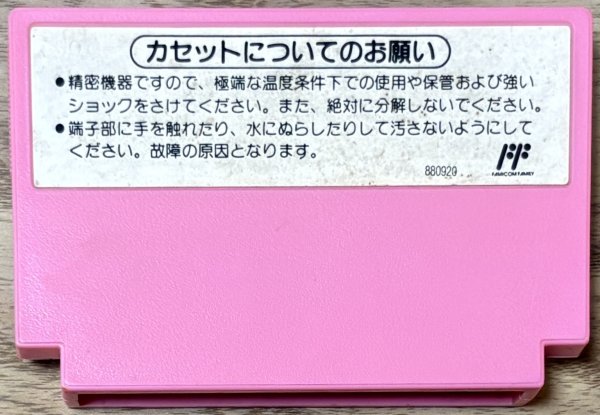 カセットについてのお願い
●精密機器ですので、極端な温度条件下での使用や保管および強い
ショックをさけてください。また、絶対に分解しないでください。
●端子部に手を触れたり、水にぬらしたりして汚さないようにして
ください。故障の原因となります。
880920
FAMICOM FAMILY